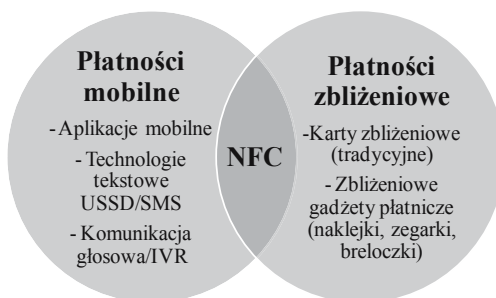 Płatności
mobilne
-Aplikacje mobilne
- Technologie
tekstowe
USSD/SMS
- Komunikacja
głosowa/IVR
NFC
Płatności
zbliżeniowe
-Karty zbliżeniowe
(tradycyjne)
- Zbliżeniowe
gadżety płatnicze
(naklejki, zegarki,
breloczki)